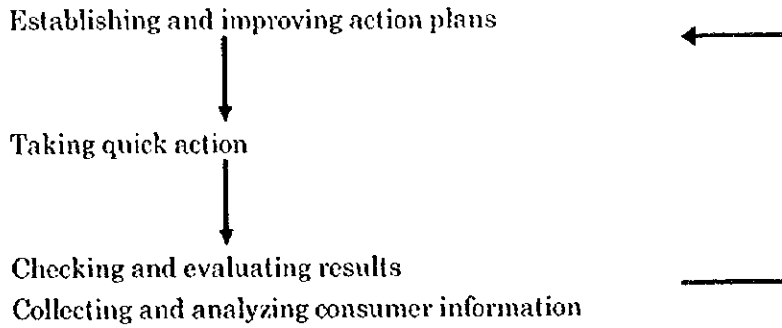 Establishing and improving action plans
Taking quick action
Checking and evaluating results
Collecting and analyzing consumer information